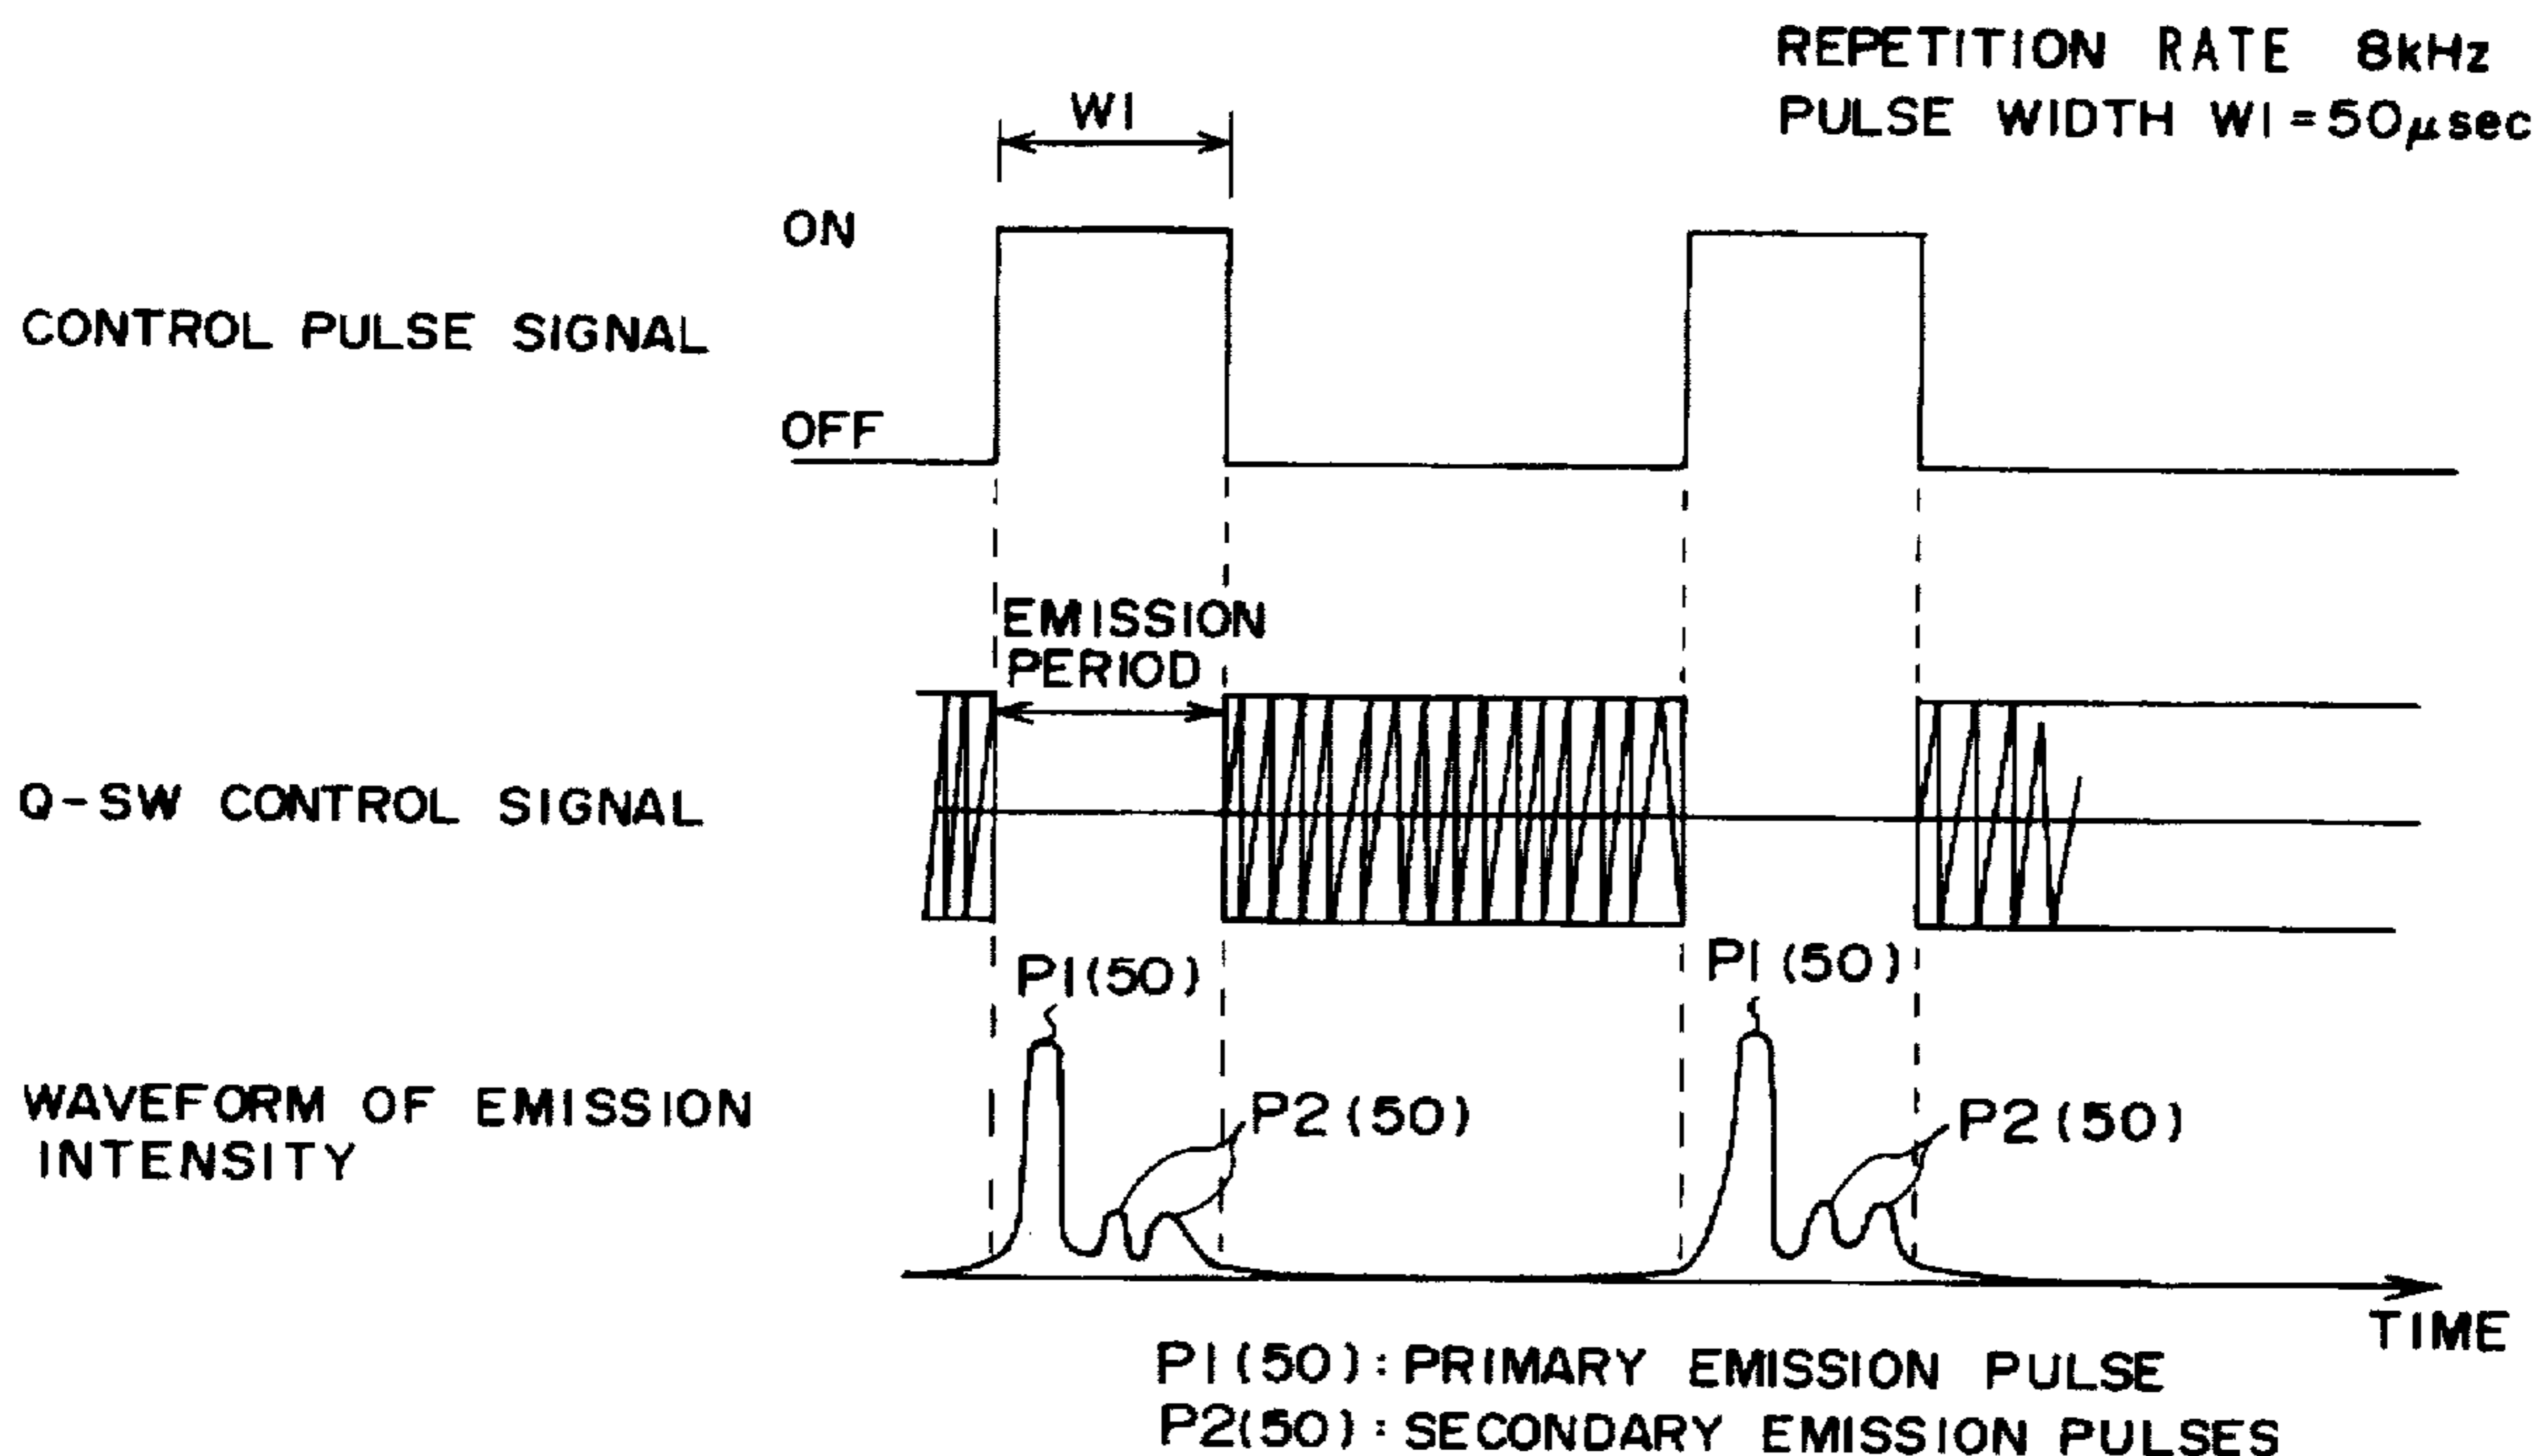 REPETITION RATE 8kHz
PULSE WIDTH W1=50μsec
W1
ON
CONTROL PULSE SIGNAL
OFF
EMISSION
PERIOD
Q-SW CONTROL SIGNAL
P1(50)
P1(50)
WAVEFORM OF EMISSION
INTENSITY
P2(50)
P2(50)
TIME
P1(50): PRIMARY EMISSION PULSE
P2(50): SECONDARY EMISSION PULSES